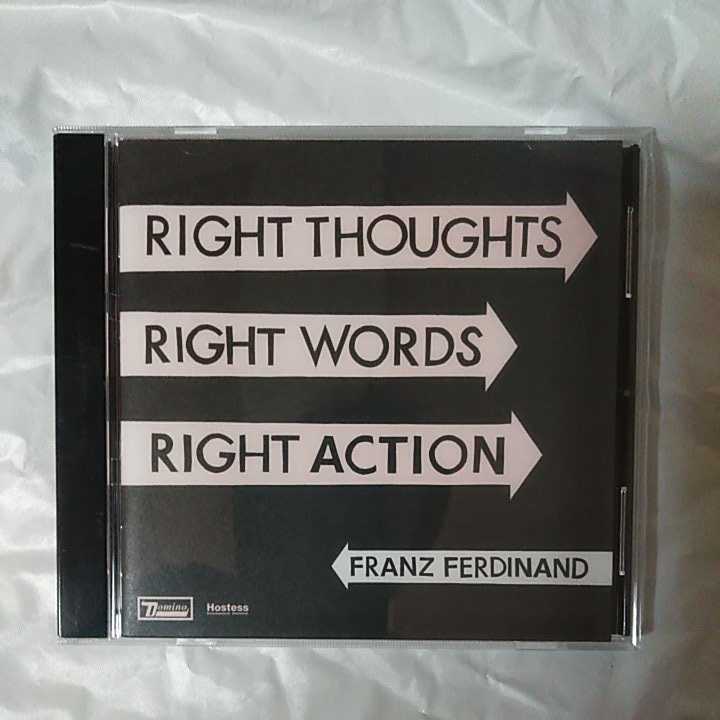 RIGHT THOUGHTS
RIGHT WORDS
RIGHT ACTION
FRANZ FERDINAND
Domino
Hostess